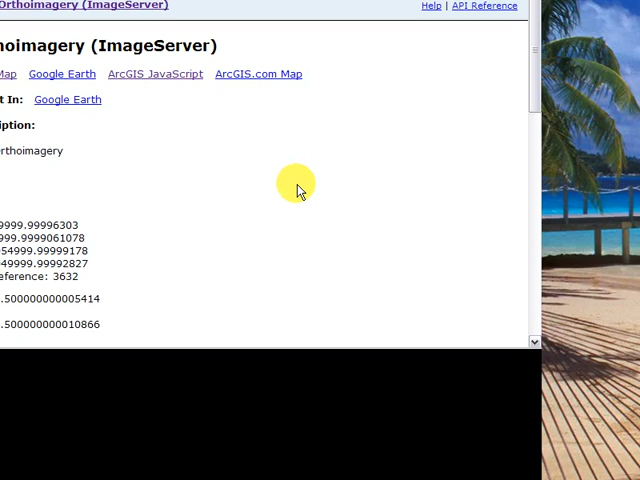 Orthoimagery (ImageServer)
Help | API Reference
hoimagery (ImageServer)
Map Google Earth ArcGIS JavaScript ArcGIS.com Map
t In: Google Earth
iption:
rthoimagery
9999.99996303
999.9999061078
54999.99999178
49999.99992827
eference: 3632
.500000000005414
.500000000010866